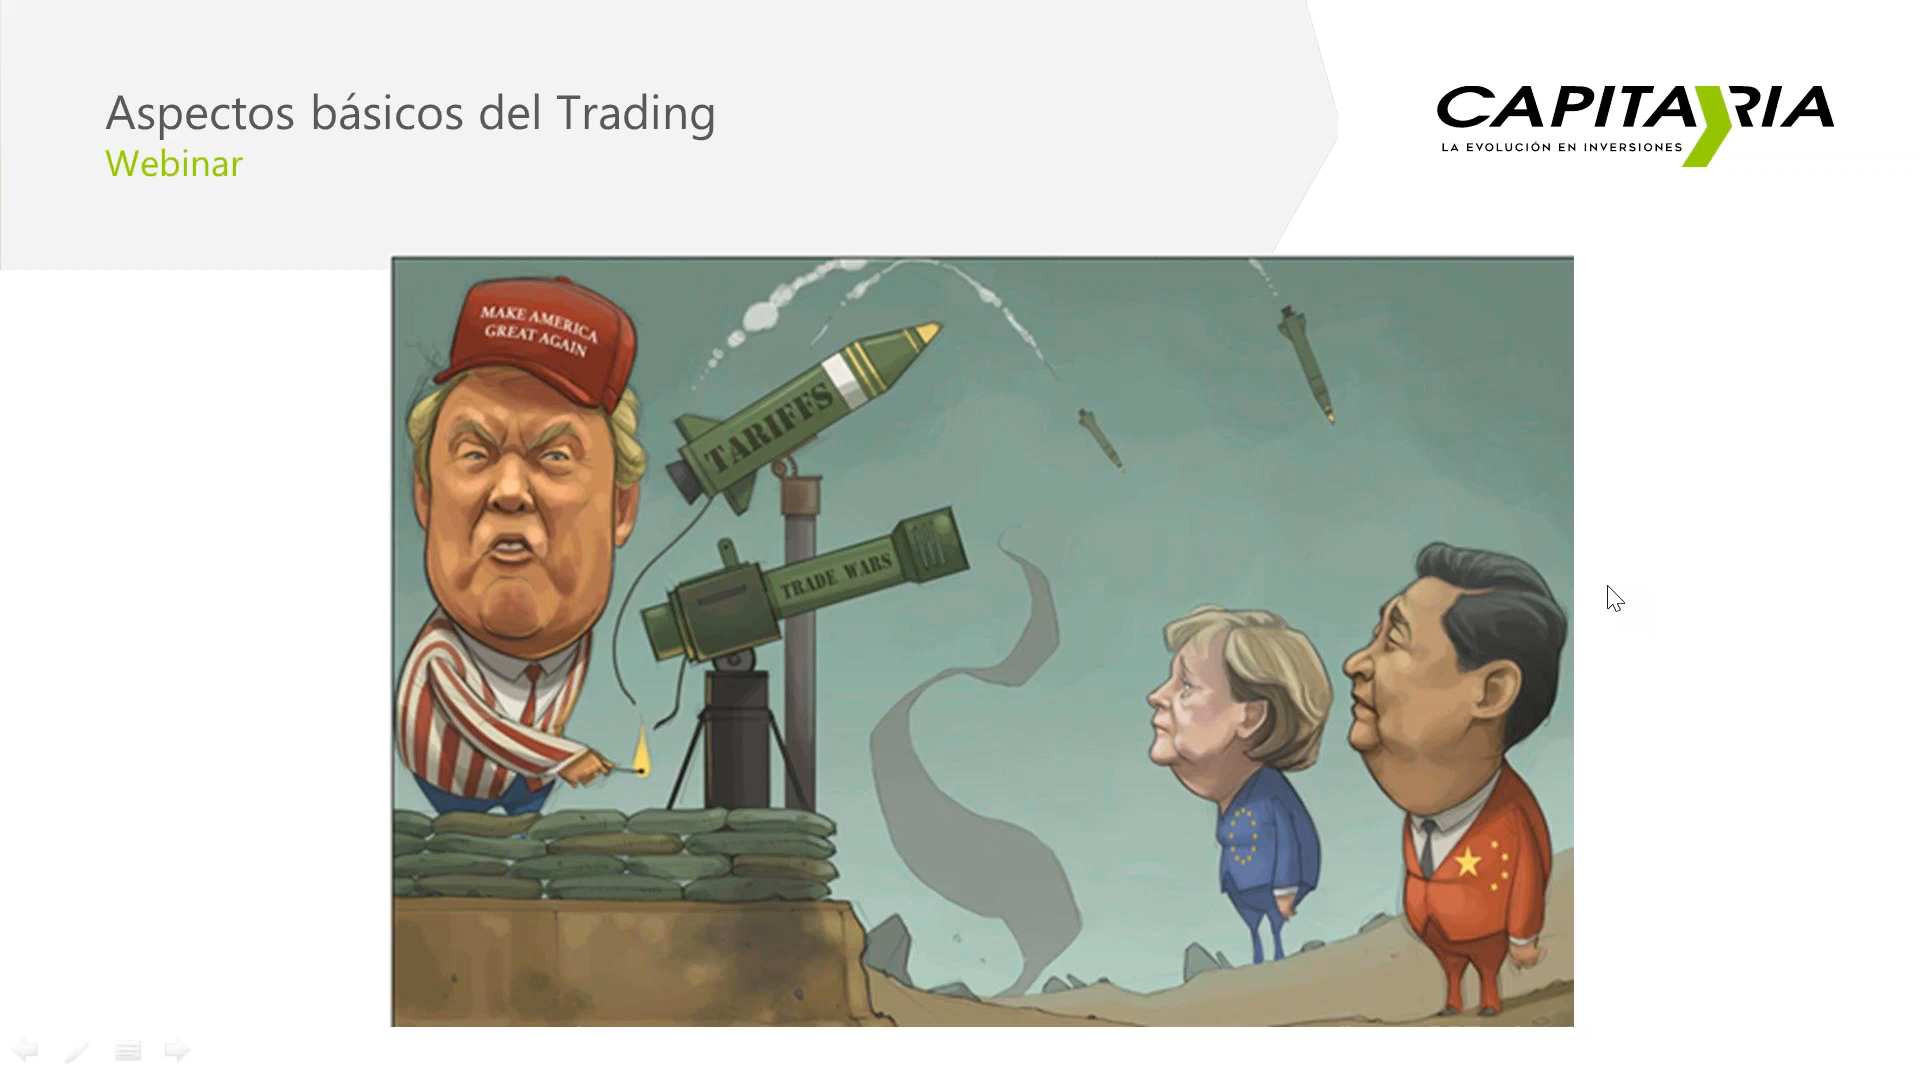 Aspectos básicos del Trading
Webinar
CAPITARIA
LA EVOLUCIÓN EN INVERSIONES
MAKE AMERICA
GREAT AGAIN
TARIFFS
TRADE WARS